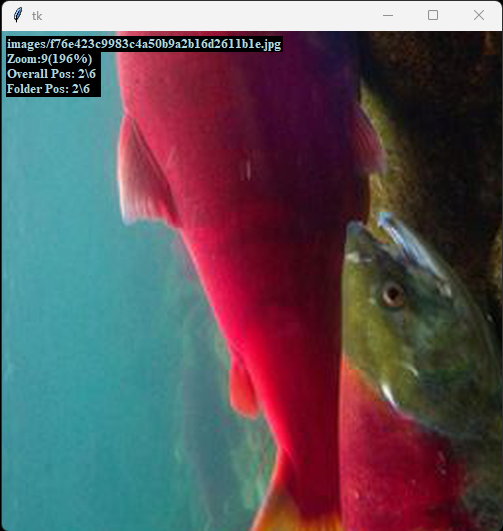 tk
images/f76e423c9983c4a50b9a2b16d2611b1e.jpg
Zoom:9(196%)
Overall Pos: 2\6
Folder Pos: 2\6